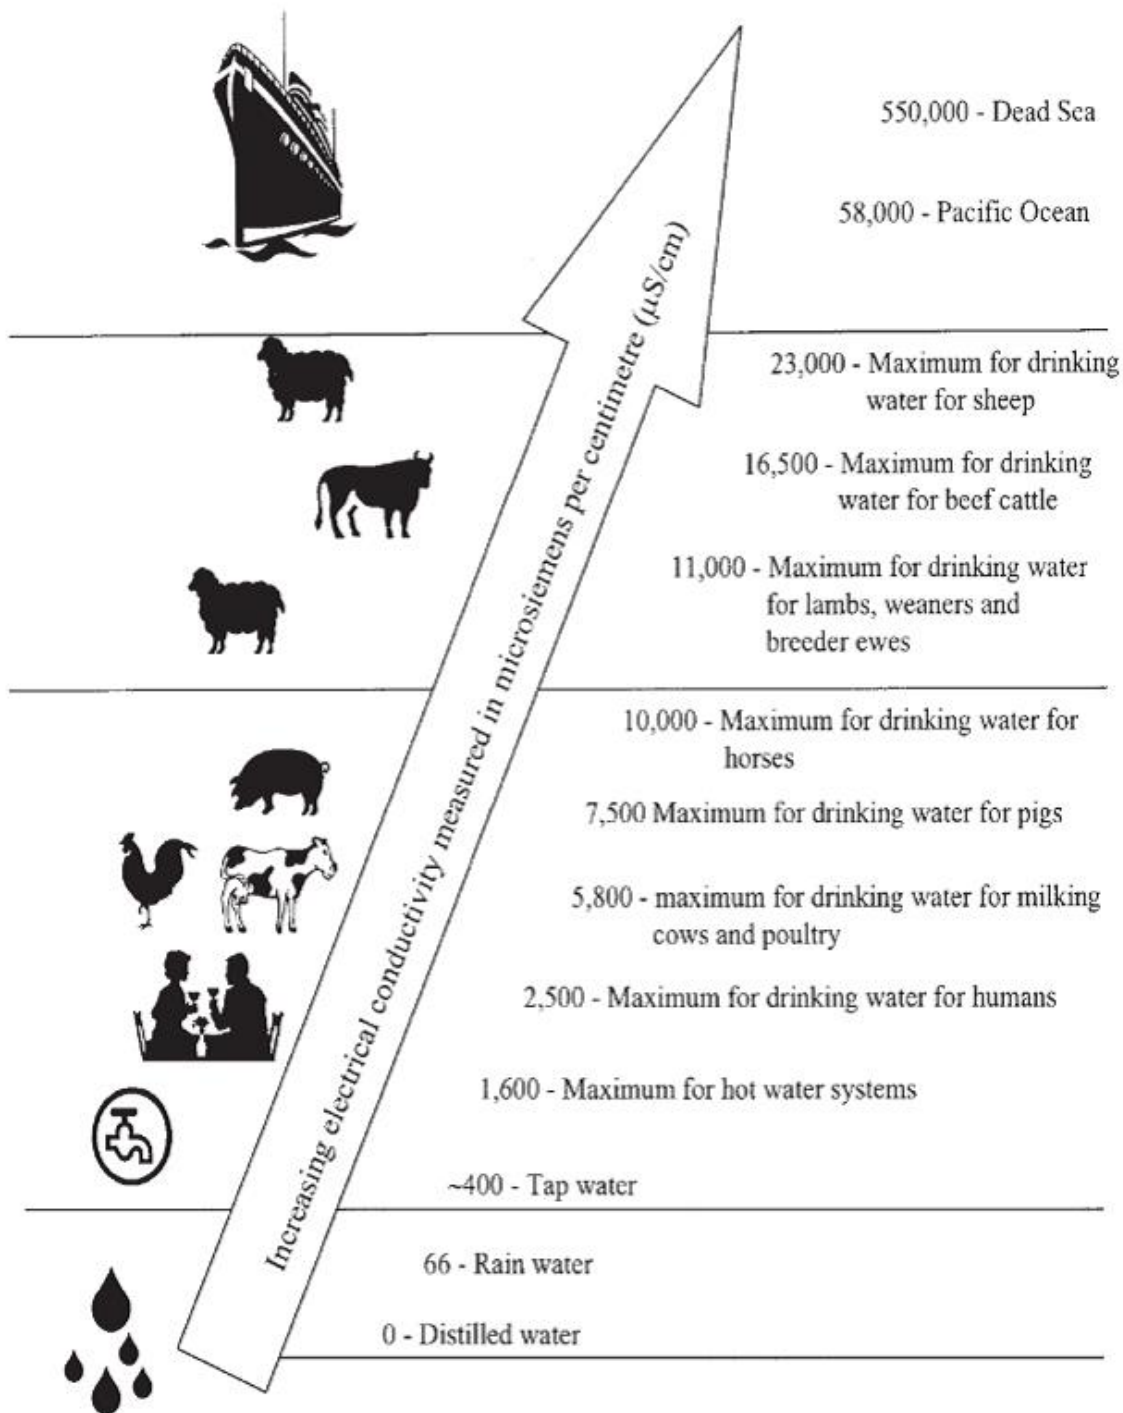 550,000 - Dead Sea
58,000 - Pacific Ocean
Increasing electrical conductivity measured in microsiemens per centimetre (μS/cm)
23,000 - Maximum for drinking
water for sheep
16,500 - Maximum for drinking
water for beef cattle
11,000 - Maximum for drinking water
for lambs, weaners and
breeder ewes
10,000 - Maximum for drinking water for
horses
7,500 Maximum for drinking water for pigs
5,800 - maximum for drinking water for milking
cows and poultry
2,500 - Maximum for drinking water for humans
1,600 - Maximum for hot water systems
~400 - Tap water
66 - Rain water
0 - Distilled water